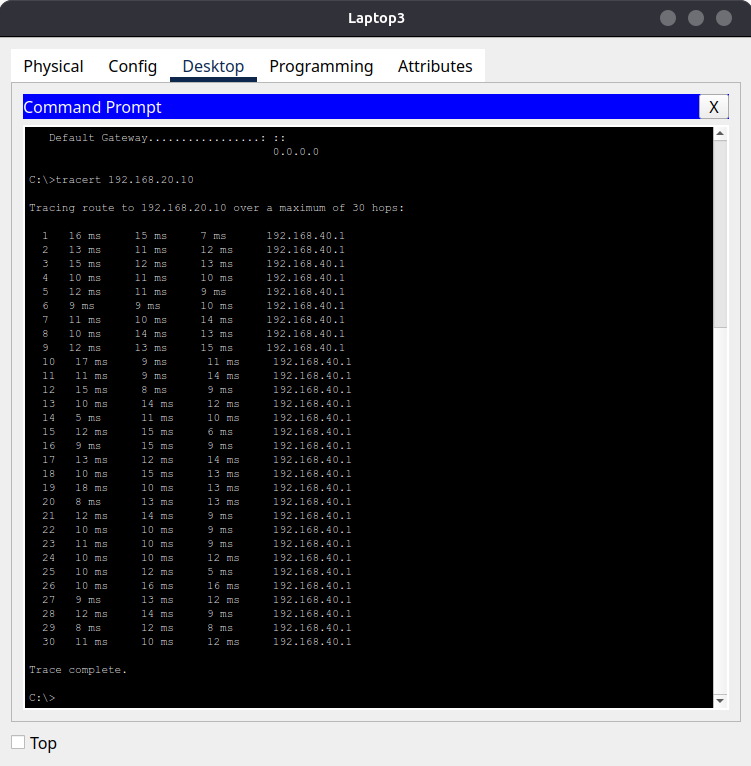 Laptop3
Physical Config Desktop Programming Attributes
Command Prompt X
Default Gateway.................: ::
0.0.0.0
C:\>tracert 192.168.20.10
Tracing route to 192.168.20.10 over a maximum of 30 hops:
1 16 ms 15 ms 7 ms 192.168.40.1
2 13 ms 11 ms 12 ms 192.168.40.1
3 15 ms 12 ms 13 ms 192.168.40.1
4 10 ms 11 ms 10 ms 192.168.40.1
5 12 ms 11 ms 9 ms 192.168.40.1
6 9 ms 9 ms 10 ms 192.168.40.1
7 11 ms 10 ms 14 ms 192.168.40.1
8 10 ms 14 ms 13 ms 192.168.40.1
9 12 ms 13 ms 15 ms 192.168.40.1
10 17 ms 9 ms 11 ms 192.168.40.1
11 11 ms 9 ms 14 ms 192.168.40.1
12 15 ms 8 ms 9 ms 192.168.40.1
13 10 ms 14 ms 12 ms 192.168.40.1
14 5 ms 11 ms 10 ms 192.168.40.1
15 12 ms 15 ms 6 ms 192.168.40.1
16 9 ms 15 ms 9 ms 192.168.40.1
17 13 ms 12 ms 14 ms 192.168.40.1
18 10 ms 15 ms 13 ms 192.168.40.1
19 18 ms 10 ms 13 ms 192.168.40.1
20 8 ms 13 ms 13 ms 192.168.40.1
21 12 ms 14 ms 9 ms 192.168.40.1
22 10 ms 10 ms 9 ms 192.168.40.1
23 11 ms 10 ms 9 ms 192.168.40.1
24 10 ms 10 ms 12 ms 192.168.40.1
25 10 ms 12 ms 5 ms 192.168.40.1
26 10 ms 16 ms 16 ms 192.168.40.1
27 9 ms 13 ms 12 ms 192.168.40.1
28 12 ms 14 ms 9 ms 192.168.40.1
29 8 ms 12 ms 8 ms 192.168.40.1
30 11 ms 10 ms 12 ms 192.168.40.1
Trace complete.
C:\>
Top